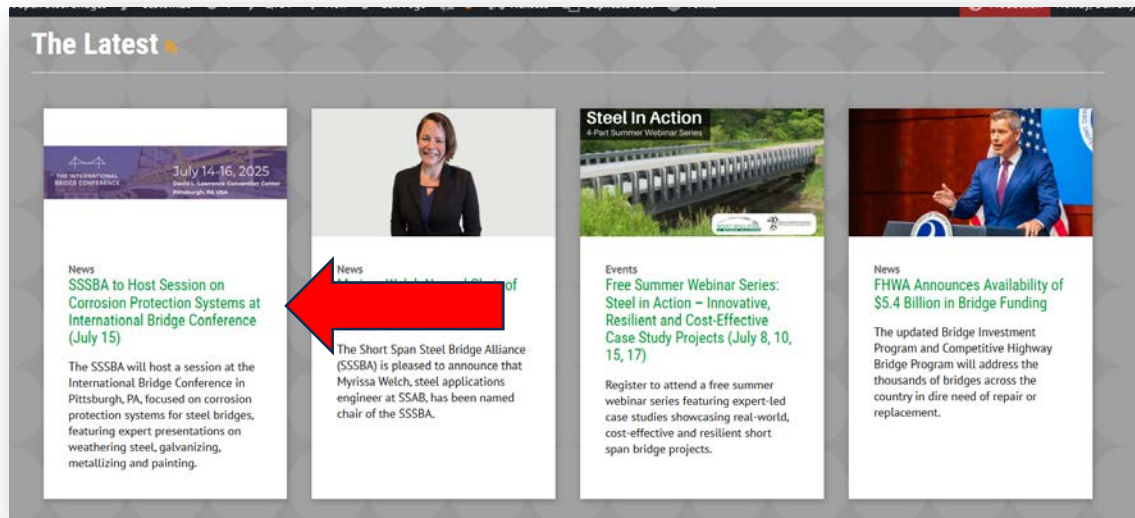 The Latest
THE INTERNATIONAL
BRIDGE CONFERENCE
July 14-16, 2025
David L. Lawrence Convention Center
Pittsburgh, PA USA
News
SSSBA to Host Session on
Corrosion Protection Systems at
International Bridge Conference
(July 15)
The SSSBA will host a session at the
International Bridge Conference in
Pittsburgh, PA, focused on corrosion
protection systems for steel bridges,
featuring expert presentations on
weathering steel, galvanizing,
metallizing and painting.
News
of
The Short Span Steel Bridge Alliance
(SSSBA) is pleased to announce that
Myrissa Welch, steel applications
engineer at SSAB, has been named
chair of the SSSBA.
Steel In Action
4-Part Summer Webinar Series
Events
Free Summer Webinar Series:
Steel in Action – Innovative,
Resilient and Cost-Effective
Case Study Projects (July 8, 10,
15, 17)
Register to attend a free summer
webinar series featuring expert-led
case studies showcasing real-world,
cost-effective and resilient short
span bridge projects.
News
FHWA Announces Availability of
$5.4 Billion in Bridge Funding
The updated Bridge Investment
Program and Competitive Highway
Bridge Program will address the
thousands of bridges across the
country in dire need of repair or
replacement.